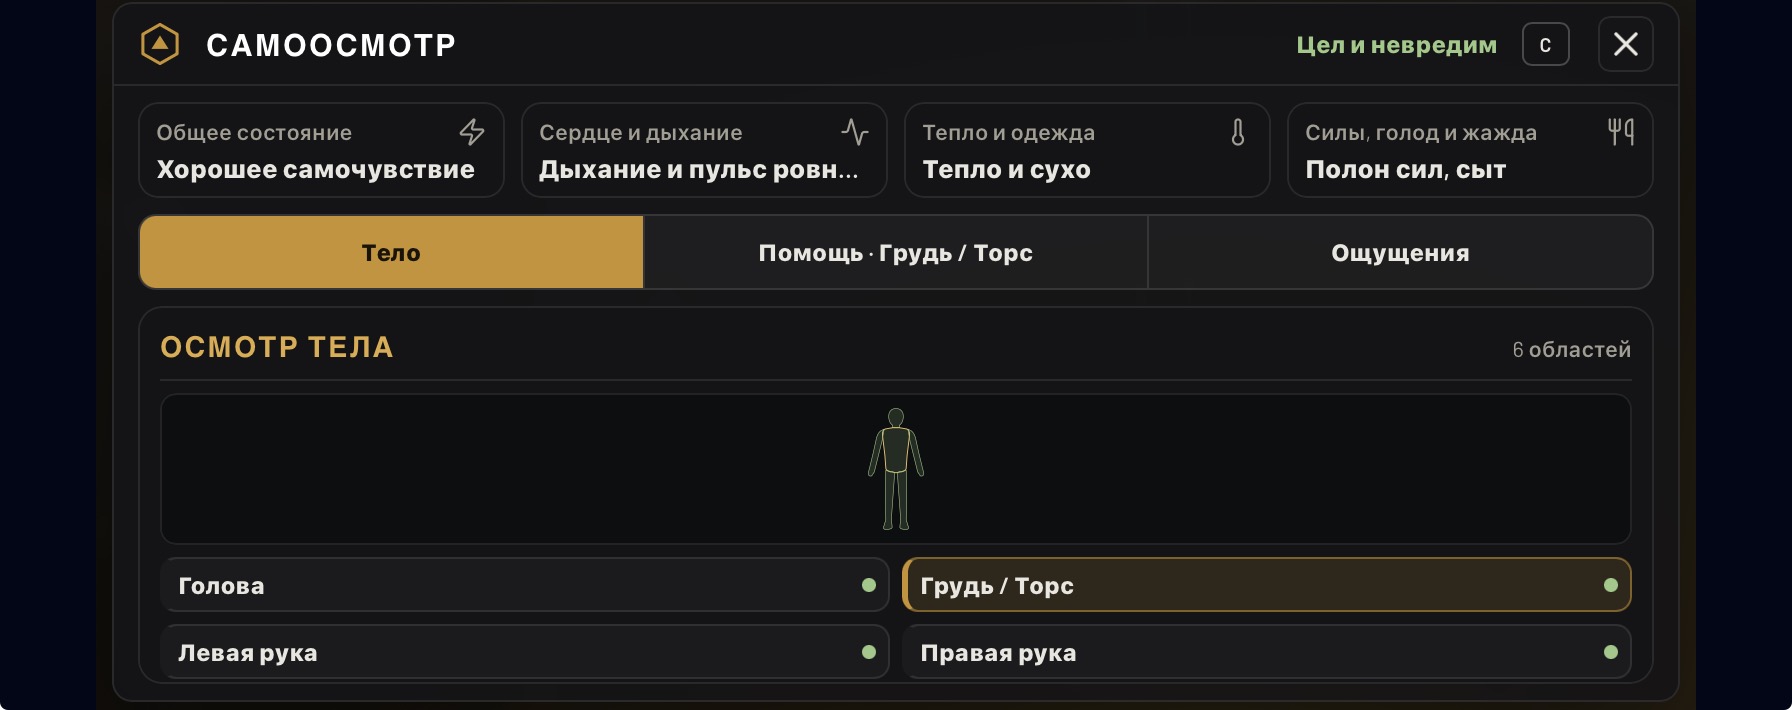 САМООСМОТР
Цел и невредим
C
Общее состояние
Хорошее самочувствие
Сердце и дыхание
Дыхание и пульс ровн...
Тепло и одежда
Тепло и сухо
Силы, голод и жажда
Полон сил, сыт
Тело
Помощь · Грудь / Торс
Ощущения
ОСМОТР ТЕЛА
6 областей
Голова
Грудь / Торс
Левая рука
Правая рука